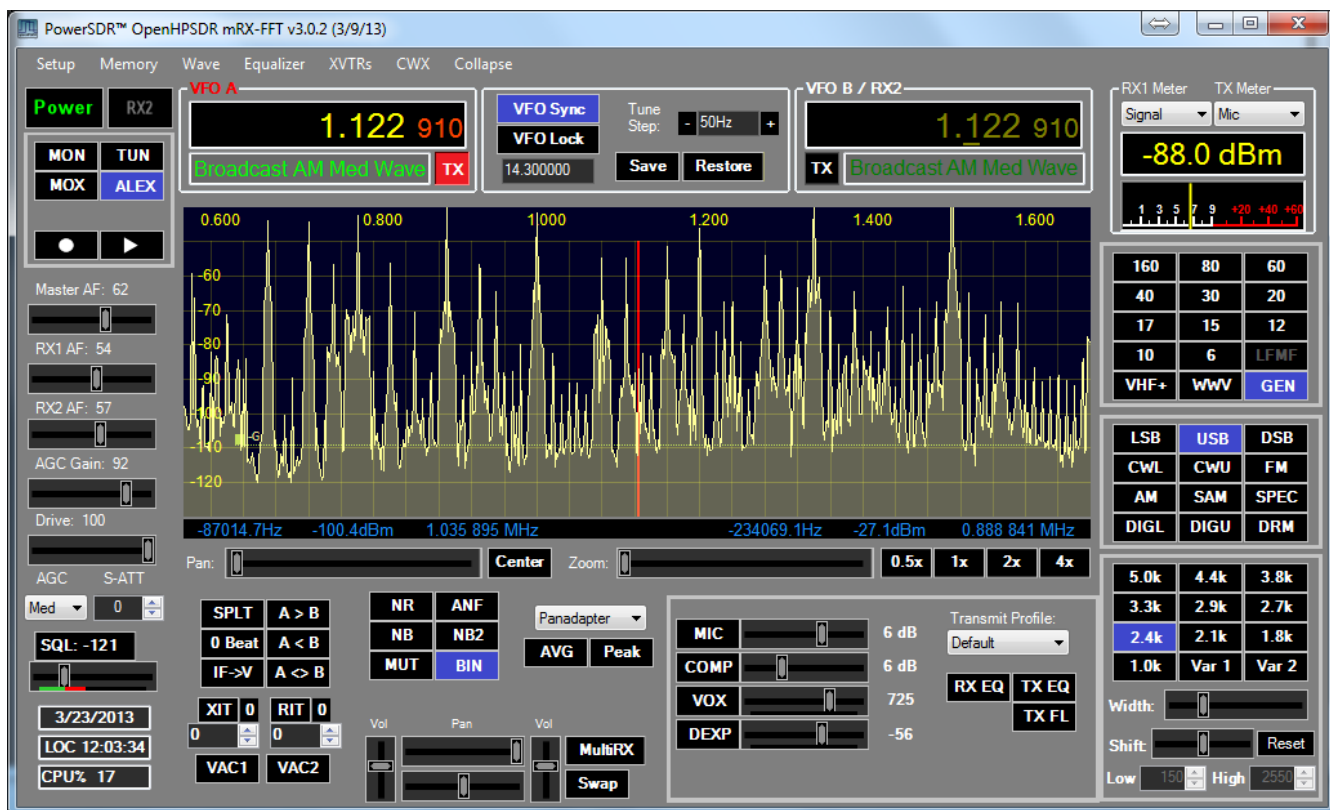 PowerSDR™ OpenHPSDR mRX-FFT v3.0.2 (3/9/13)
Setup Memory Wave Equalizer XVTRs CWX Collapse
Power RX2
MON TUN
MOX ALEX
VFO A
1.122 910
Broadcast AM Med Wave TX
VFO Sync
VFO Lock
14.300000
Tune Step: - 50Hz +
Save Restore
VFO B / RX2
1.122 910
TX Broadcast AM Med Wave
RX1 Meter TX Meter
Signal Mic
-88.0 dBm
1 3 5 7 9 +20 +40 +60
Master AF: 62
RX1 AF: 54
RX2 AF: 57
AGC Gain: 92
Drive: 100
AGC S-ATT
Med 0
SQL: -121
3/23/2013
LOC 12:03:34
CPU% 17
0.600 0.800 1.000 1.200 1.400 1.600
-60
-70
-80
-90
-100
-G
-110
-120
-87014.7Hz -100.4dBm 1.035 895 MHz -234069.1Hz -27.1dBm 0.888 841 MHz
Pan: Center Zoom: 0.5x 1x 2x 4x
160 80 60
40 30 20
17 15 12
10 6 LFMF
VHF+ WWV GEN
LSB USB DSB
CWL CWU FM
AM SAM SPEC
DIGL DIGU DRM
5.0k 4.4k 3.8k
3.3k 2.9k 2.7k
2.4k 2.1k 1.8k
1.0k Var 1 Var 2
Width:
Shift: Reset
Low 150 High 2550
SPLT A > B
0 Beat A < B
IF->V A <> B
XIT 0 RIT 0
0 0
VAC1 VAC2
NR ANF
NB NB2
MUT BIN
Panadapter
AVG Peak
Vol Pan Vol
MultiRX
Swap
MIC 6 dB
COMP 6 dB
VOX 725
DEXP -56
Transmit Profile:
Default
RX EQ TX EQ
TX FL